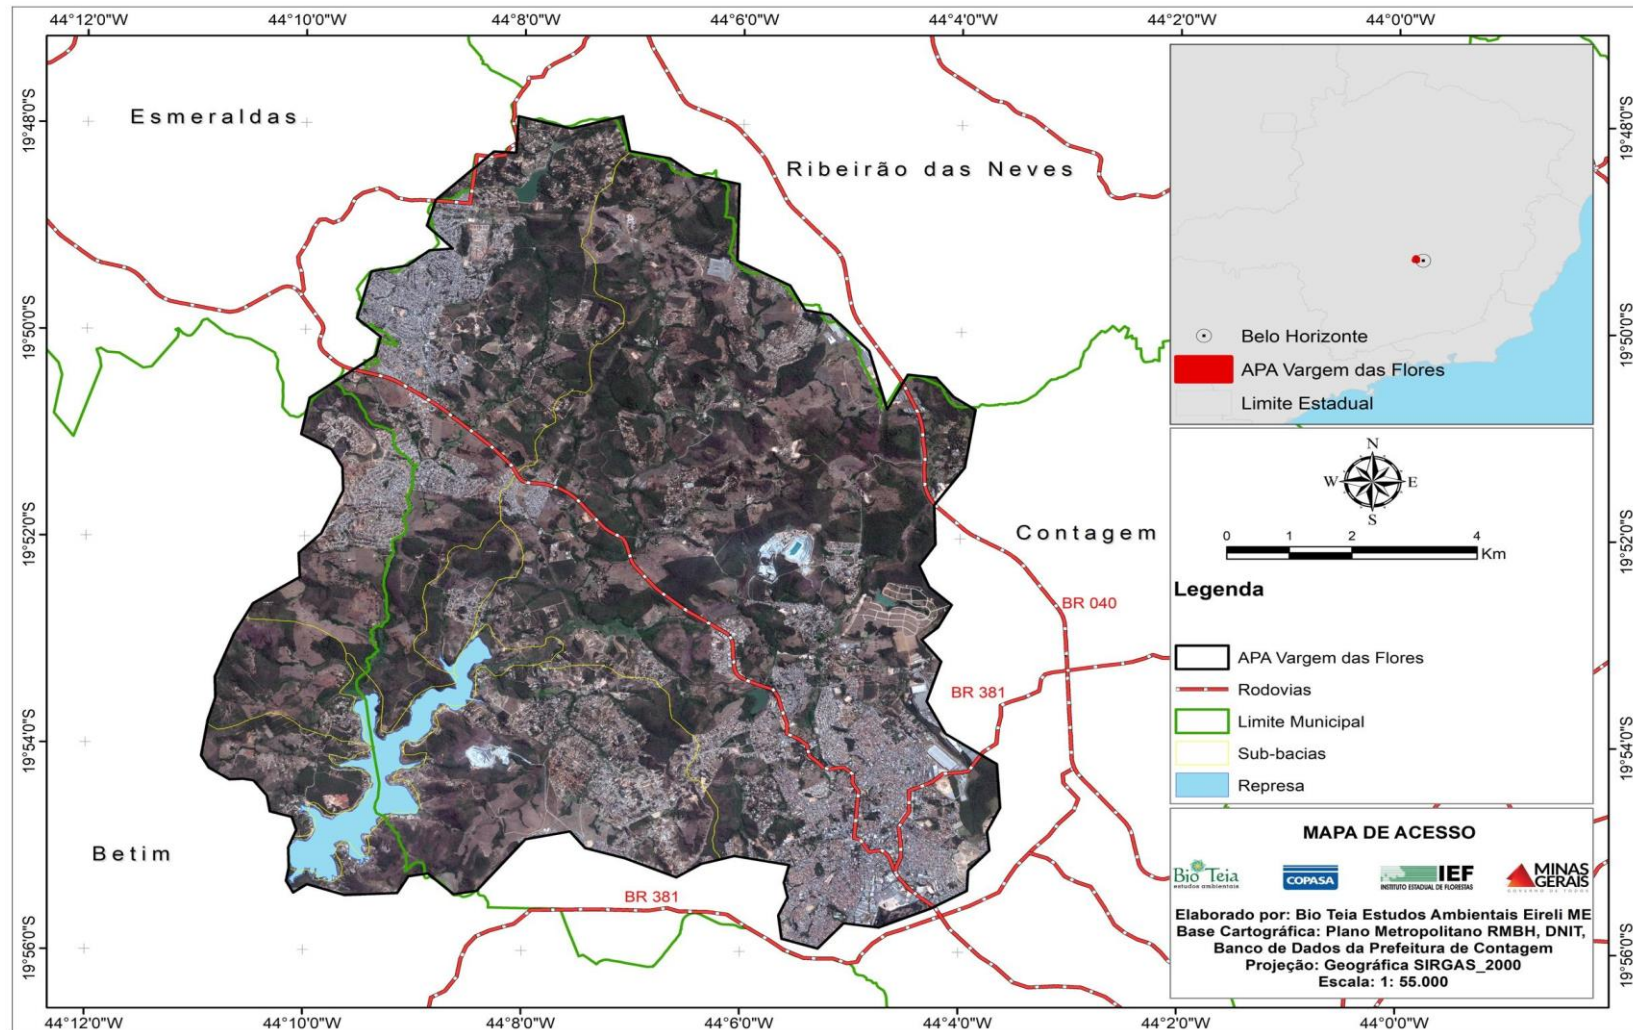 44°12'0"W 44°10'0"W 44°8'0"W 44°6'0"W 44°4'0"W 44°2'0"W 44°0'0"W
19°48'0"S
19°50'0"S
19°52'0"S
19°54'0"S
19°56'0"S
Esmeraldas
Ribeirão das Neves
Contagem
Betim
BR 040
BR 381
BR 381
Belo Horizonte
APA Vargem das Flores
Limite Estadual
N
W E
S
0 1 2 4
Km
Legenda
APA Vargem das Flores
Rodovias
Limite Municipal
Sub-bacias
Represa
MAPA DE ACESSO
Bio Teia
estudos ambientais
COPASA
IEF
INSTITUTO ESTADUAL DE FLORESTAS
MINAS
GERAIS
Elaborado por: Bio Teia Estudos Ambientais Eireli ME
Base Cartográfica: Plano Metropolitano RMBH, DNIT,
Banco de Dados da Prefeitura de Contagem
Projeção: Geográfica SIRGAS_2000
Escala: 1: 55.000
19°48'0"S
19°50'0"S
19°52'0"S
19°54'0"S
19°56'0"S
44°12'0"W 44°10'0"W 44°8'0"W 44°6'0"W 44°4'0"W 44°2'0"W 44°0'0"W